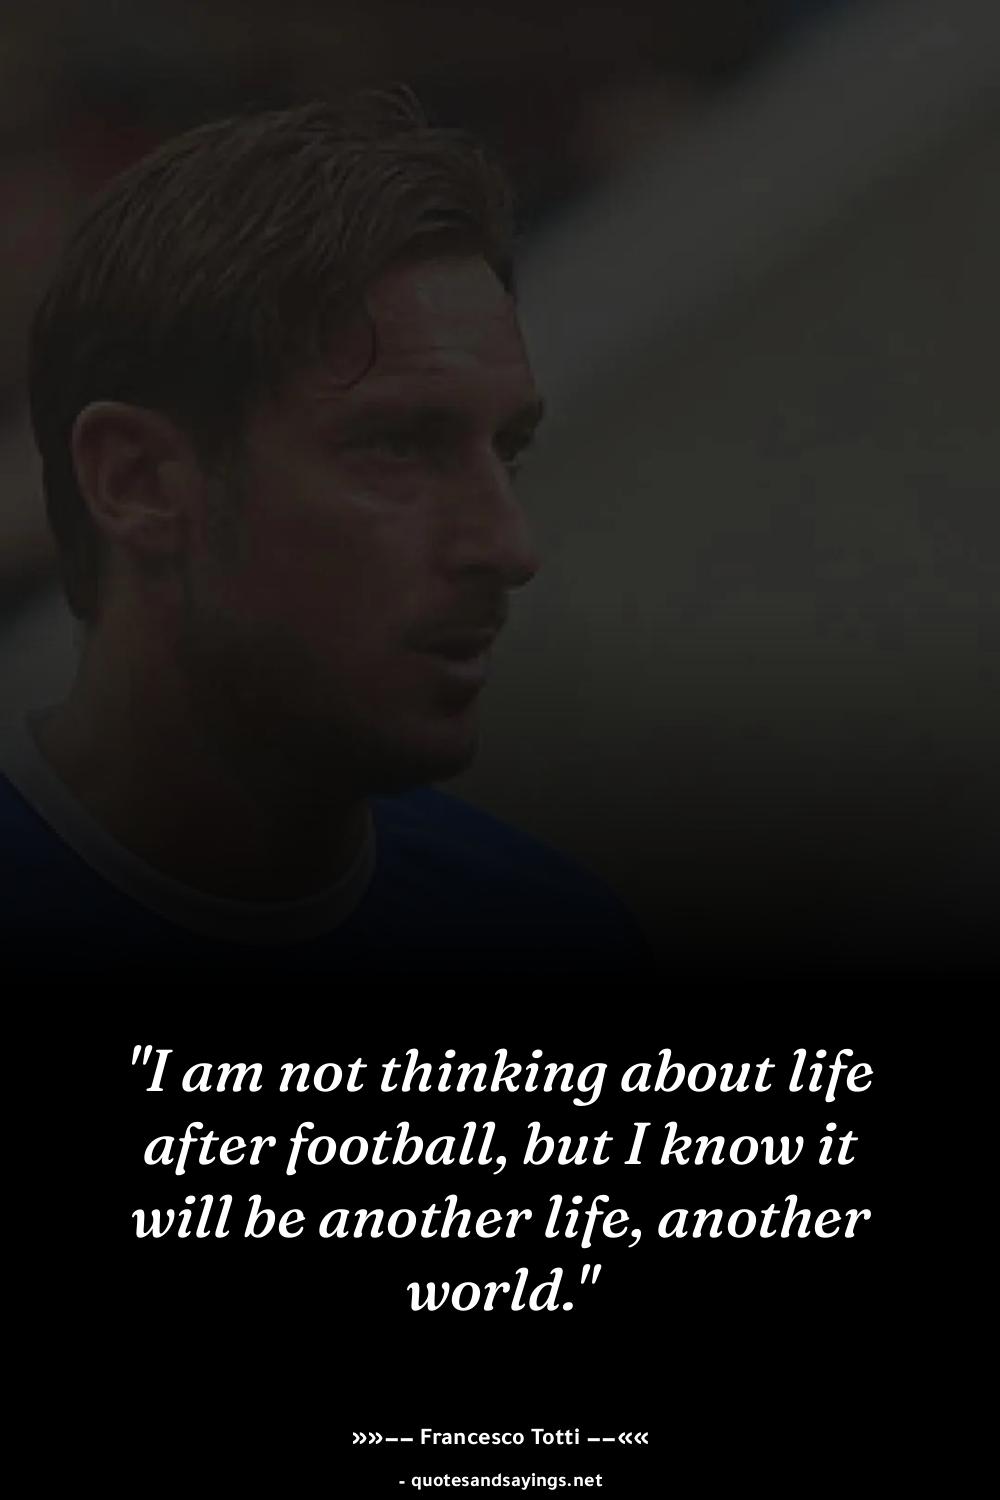 "I am not thinking about life
after football, but I know it
will be another life, another
world."
»»−− Francesco Totti −−««
- quotesandsayings.net